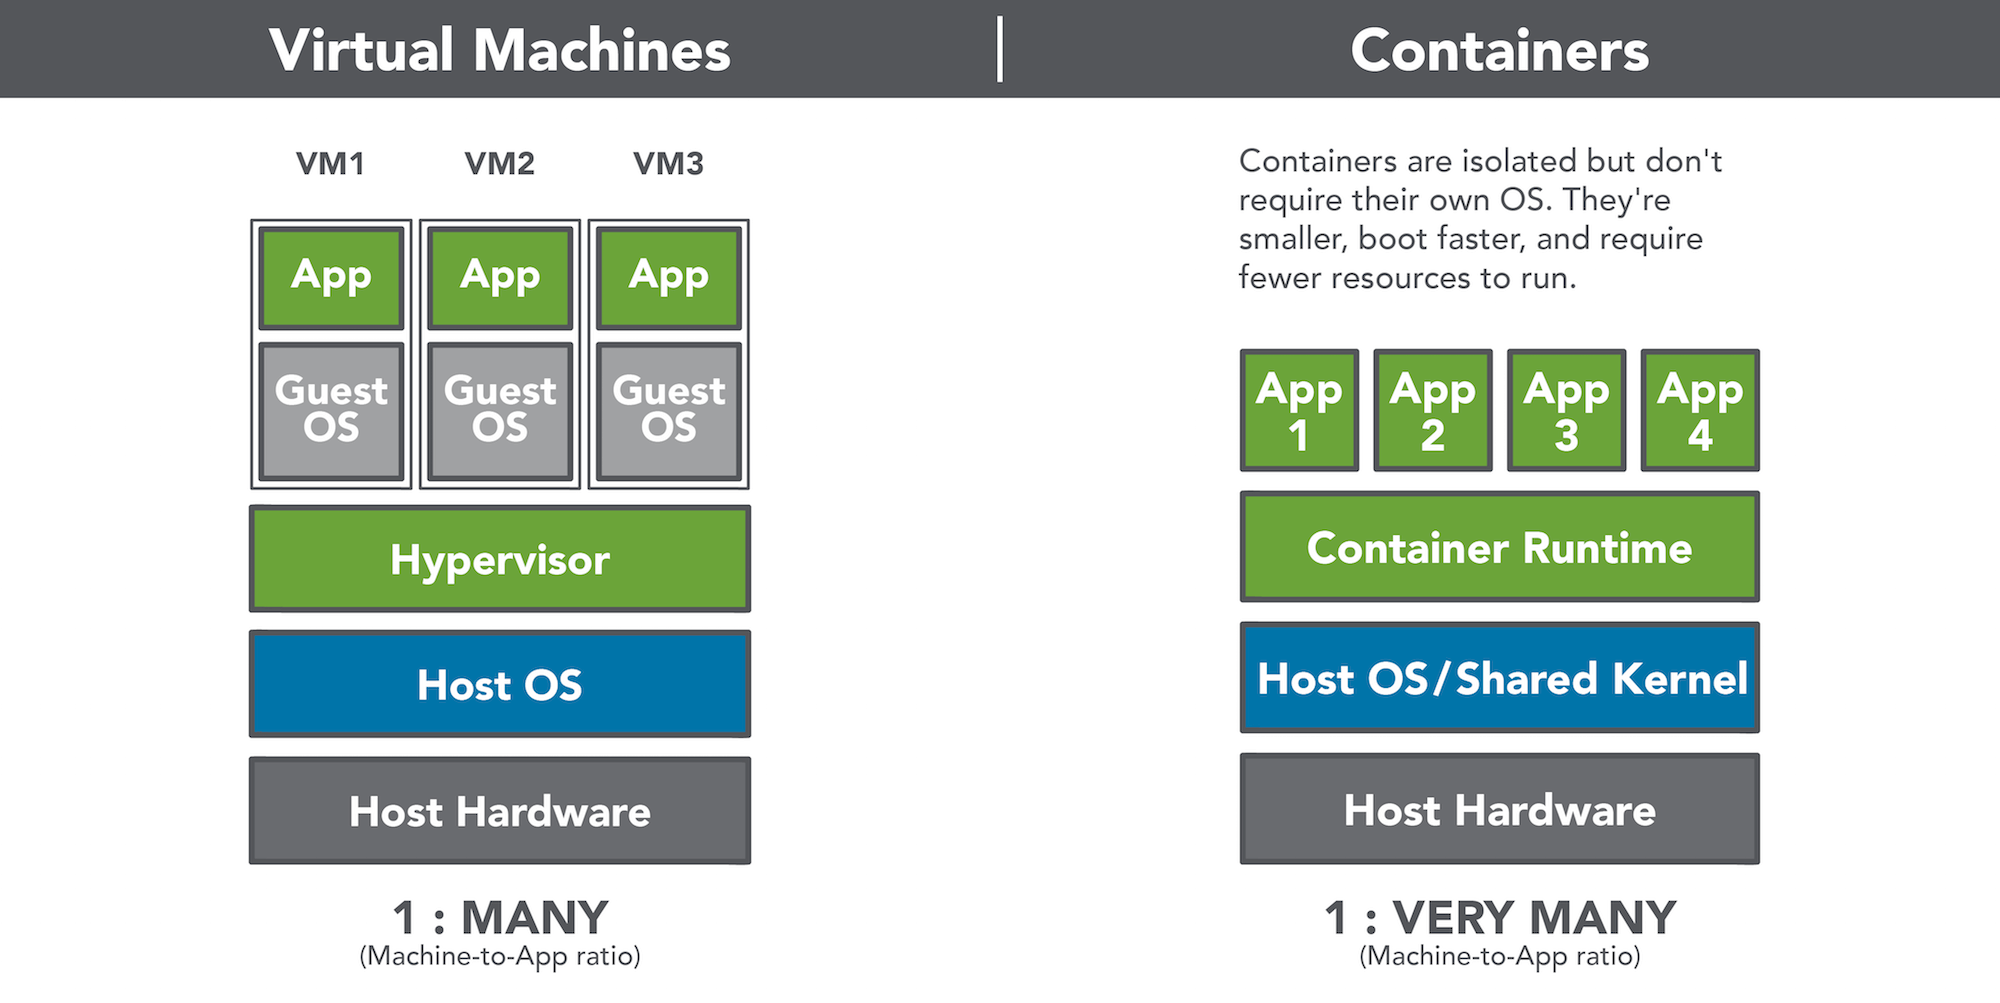 Virtual Machines
Containers
VM1 VM2 VM3
App App App
Guest Guest Guest
OS OS OS
Hypervisor
Host OS
Host Hardware
1 : MANY
(Machine-to-App ratio)
Containers are isolated but don't
require their own OS. They're
smaller, boot faster, and require
fewer resources to run.
App App App App
1 2 3 4
Container Runtime
Host OS/Shared Kernel
Host Hardware
1 : VERY MANY
(Machine-to-App ratio)